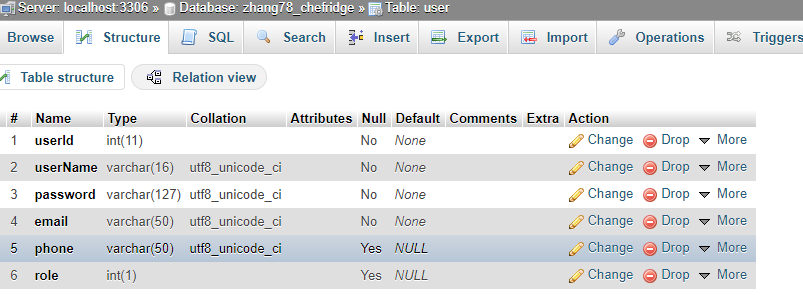 Server: localhost:3306 » Database: zhang78_chefridge » Table: user
Browse Structure SQL Search Insert Export Import Operations Triggers
Table structure Relation view
# Name Type Collation Attributes Null Default Comments Extra Action
1 userId int(11) No None Change Drop More
2 userName varchar(16) utf8_unicode_ci No None Change Drop More
3 password varchar(127) utf8_unicode_ci No None Change Drop More
4 email varchar(50) utf8_unicode_ci No None Change Drop More
5 phone varchar(50) utf8_unicode_ci Yes NULL Change Drop More
6 role int(1) Yes NULL Change Drop More